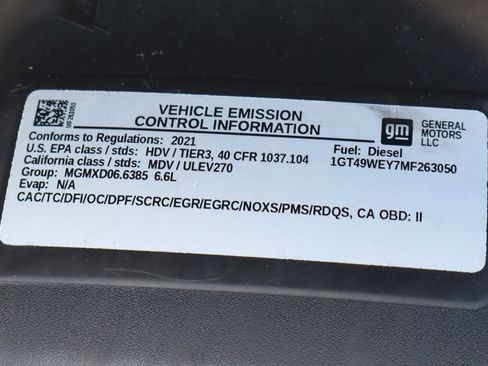 VEHICLE EMISSION
CONTROL INFORMATION
gm
GENERAL
MOTORS
LLC
Conforms to Regulations: 2021
Fuel: Diesel
U.S. EPA class / stds: HDV / TIER3, 40 CFR 1037.104
1GT49WEY7MF263050
California class / stds: MDV / ULEV270
Group: MGMXD06.6385 6.6L
Evap: N/A
CAC/TC/DFI/OC/DPF/SCRC/EGR/EGRC/NOXS/PMS/RDQS, CA OBD: II
MF263050